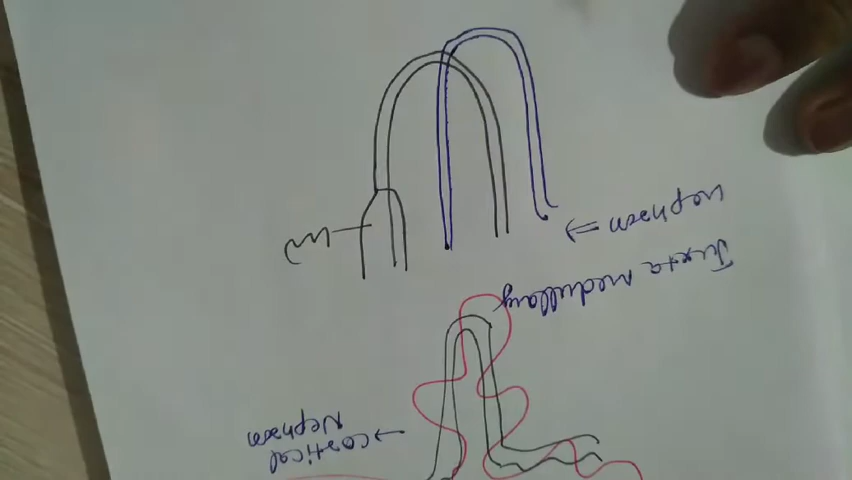 → cortical
Nephron
Juxta medullary
nephron ⇒